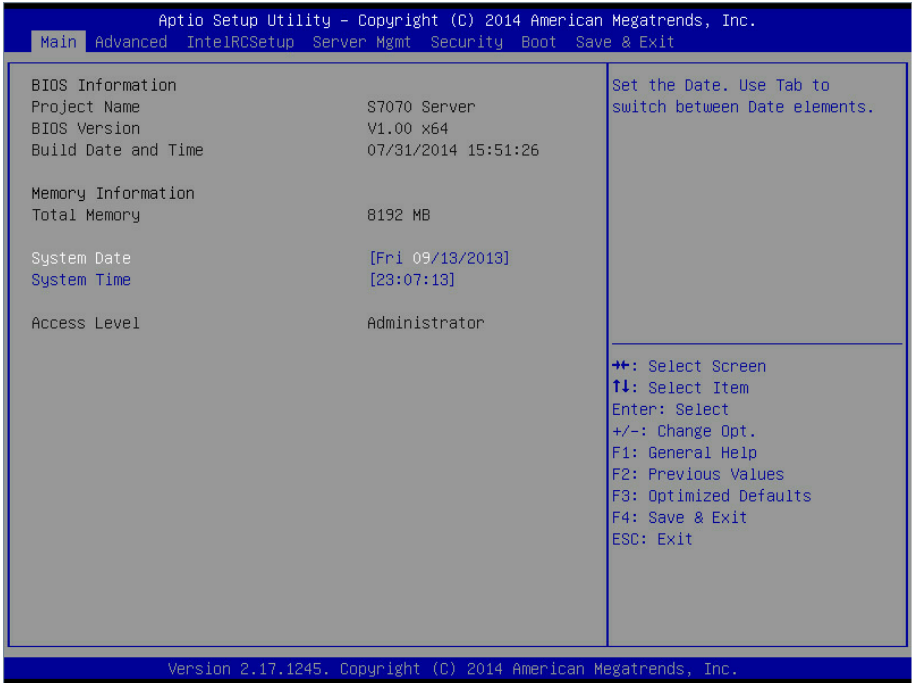 Aptio Setup Utility – Copyright (C) 2014 American Megatrends, Inc.
Main Advanced IntelRCSetup Server Mgmt Security Boot Save & Exit
BIOS Information
Project Name S7070 Server
BIOS Version V1.00 x64
Build Date and Time 07/31/2014 15:51:26
Memory Information
Total Memory 8192 MB
System Date [Fri 09/13/2013]
System Time [23:07:13]
Access Level Administrator
Set the Date. Use Tab to
switch between Date elements.
→←: Select Screen
↑↓: Select Item
Enter: Select
+/-: Change Opt.
F1: General Help
F2: Previous Values
F3: Optimized Defaults
F4: Save & Exit
ESC: Exit
Version 2.17.1245. Copyright (C) 2014 American Megatrends, Inc.